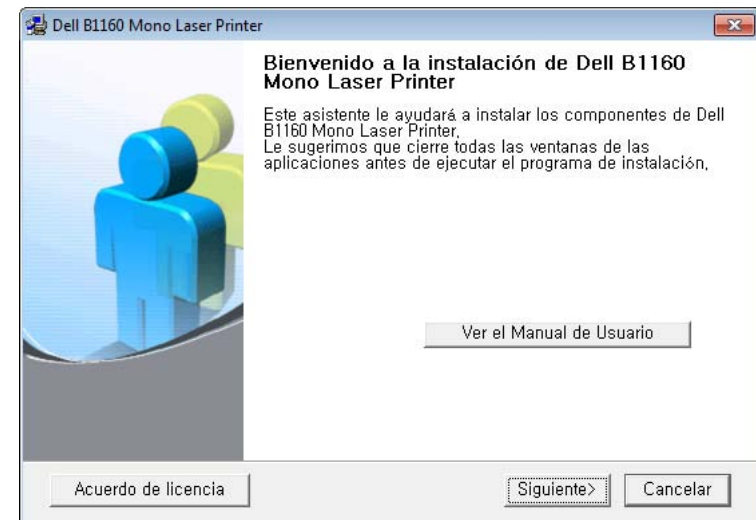 Dell B1160 Mono Laser Printer
Bienvenido a la instalación de Dell B1160
Mono Laser Printer
Este asistente le ayudará a instalar los componentes de Dell
B1160 Mono Laser Printer,
Le sugerimos que cierre todas las ventanas de las
aplicaciones antes de ejecutar el programa de instalación,
Ver el Manual de Usuario
Acuerdo de licencia
Siguiente>
Cancelar